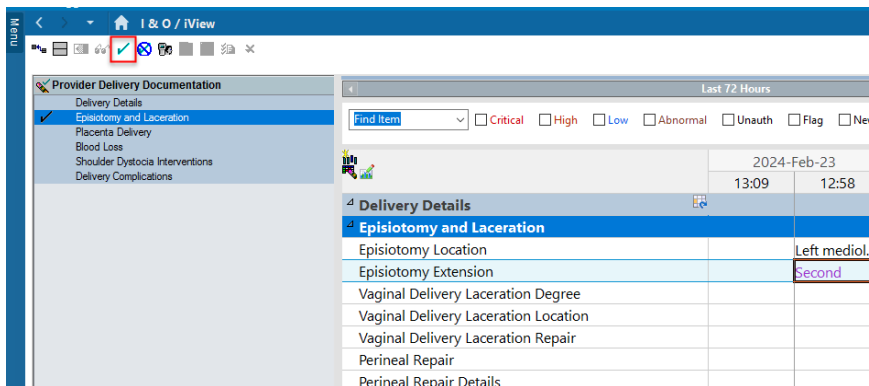 Menu
I & O / iView
Provider Delivery Documentation
Delivery Details
Episiotomy and Laceration
Placenta Delivery
Blood Loss
Shoulder Dystocia Interventions
Delivery Complications
Last 72 Hours
Find Item Critical High Low Abnormal Unauth Flag Nev
2024-Feb-23
13:09 12:58
Delivery Details
Episiotomy and Laceration
Episiotomy Location Left mediol.
Episiotomy Extension Second
Vaginal Delivery Laceration Degree
Vaginal Delivery Laceration Location
Vaginal Delivery Laceration Repair
Perineal Repair
Perineal Repair Details